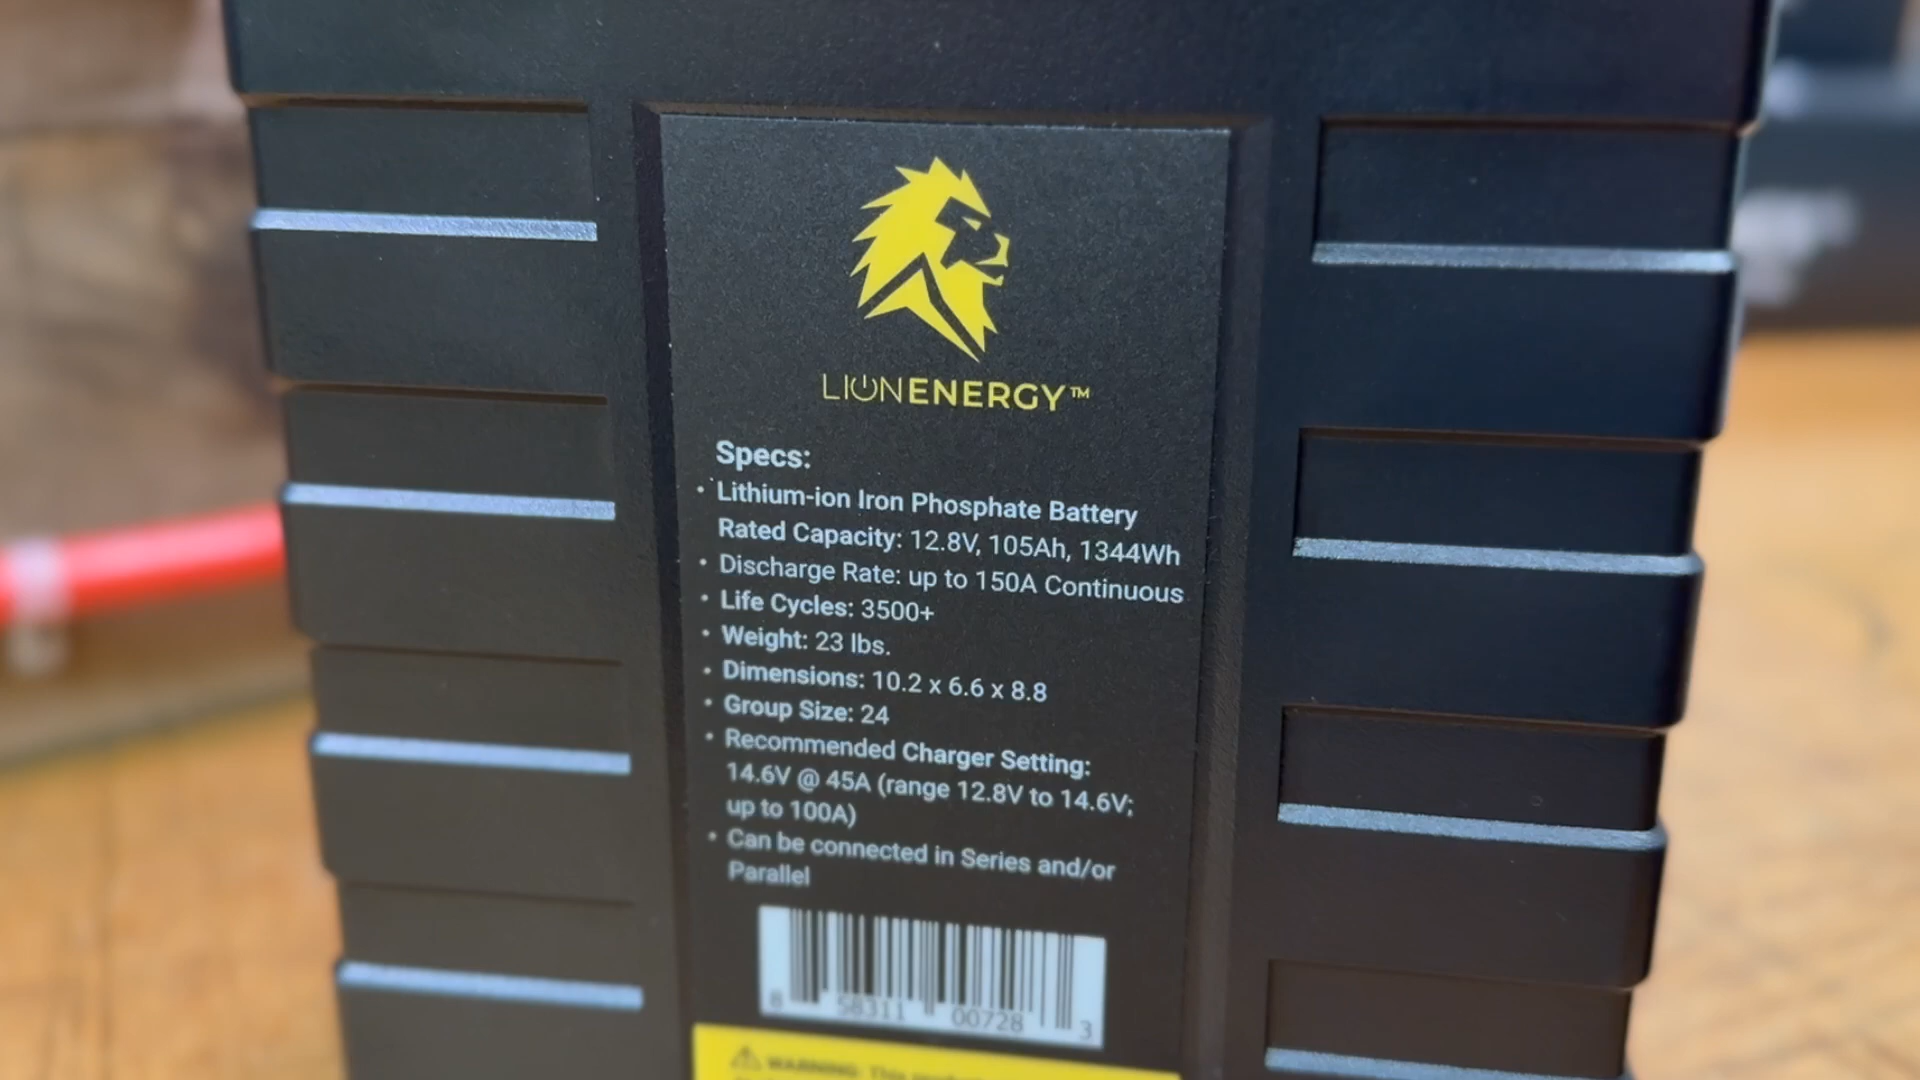 LIONENERGY™
Specs:
• Lithium-ion Iron Phosphate Battery
Rated Capacity: 12.8V, 105Ah, 1344Wh
• Discharge Rate: up to 150A Continuous
• Life Cycles: 3500+
• Weight: 23 lbs.
• Dimensions: 10.2 x 6.6 x 8.8
• Group Size: 24
• Recommended Charger Setting:
14.6V @ 45A (range 12.8V to 14.6V;
up to 100A)
• Can be connected in Series and/or
Parallel
8 58311 00728 3
WARNING: This